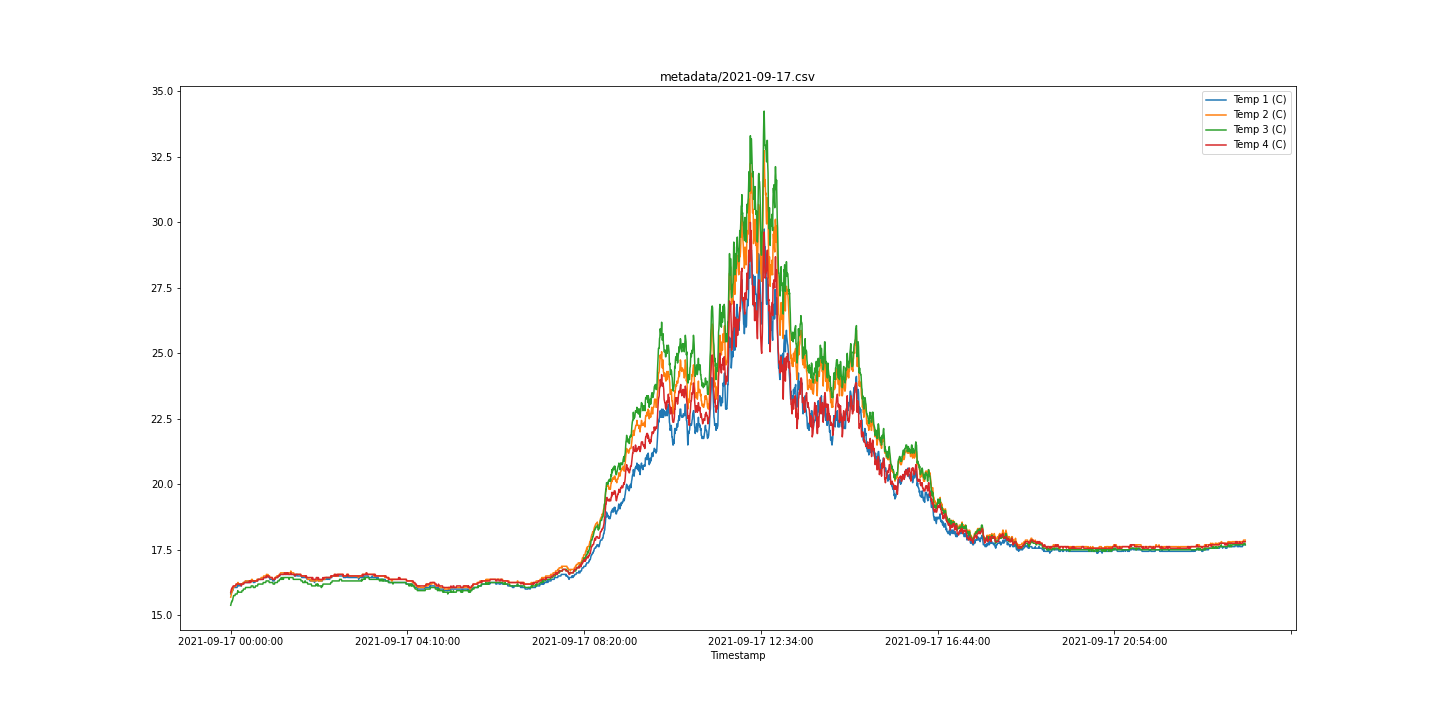 metadata/2021-09-17.csv
35.0
32.5
30.0
27.5
25.0
22.5
20.0
17.5
15.0
Temp 1 (C)
Temp 2 (C)
Temp 3 (C)
Temp 4 (C)
2021-09-17 00:00:00
2021-09-17 04:10:00
2021-09-17 08:20:00
2021-09-17 12:34:00
2021-09-17 16:44:00
2021-09-17 20:54:00
Timestamp